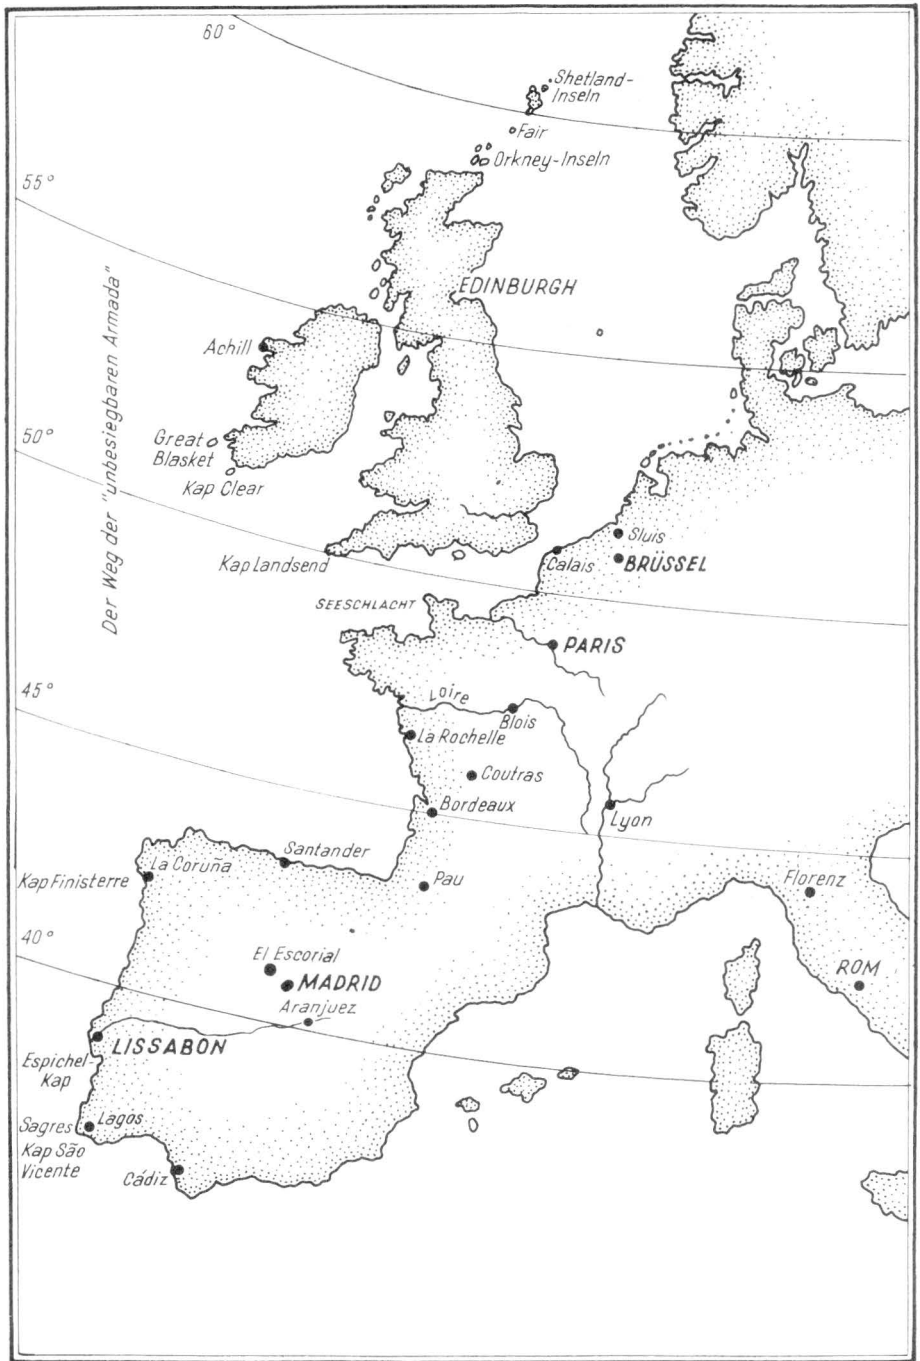 60°
Shetland-
Inseln
Fair
Orkney-Inseln
55°
EDINBURGH
Der Weg der "unbesiegbaren Armada"
Achill
50°
Great
Blasket
Kap Clear
Sluis
Kap Landsend
Calais
BRÜSSEL
SEESCHLACHT
PARIS
45°
Loire
Blois
La Rochelle
Coutras
Bordeaux
Lyon
Santander
La Coruña
Kap Finisterre
Pau
Florenz
40°
El Escorial
MADRID
ROM
Aranjuez
LISSABON
Espichel-
Kap
Lagos
Sagres
Kap São
Vicente
Cádiz